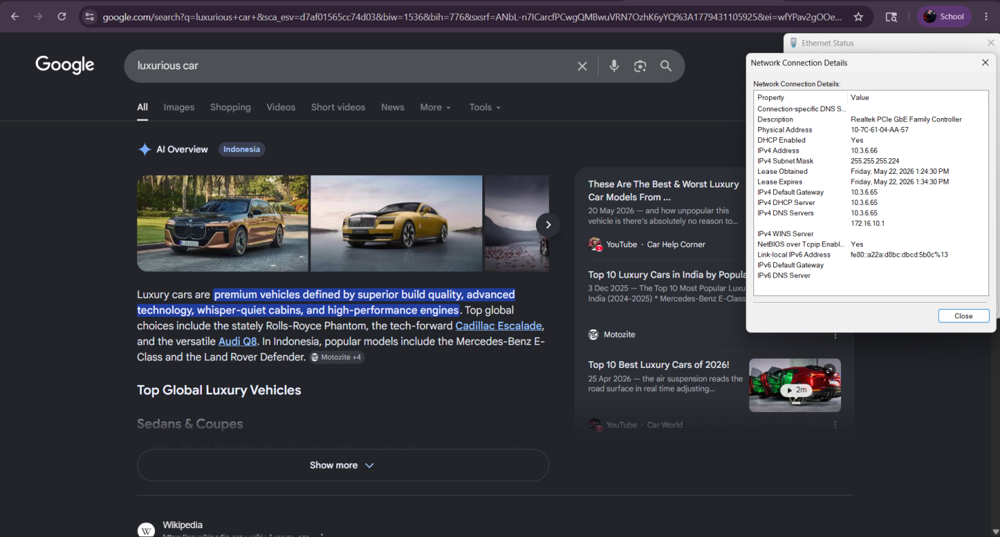 google.com/search?q=luxurious+car+&sca_esv=d7af01565cc74d03&biw=1536&bih=776&sxsrf=ANbL-n7ICarcfPCwgQMBwuVRN7OzhK6yYQ%3A1779431105925&ei=wfYPav2gOOe...
School
Google
luxurious car
All
Images
Shopping
Videos
Short videos
News
More
Tools
AI Overview
Indonesia
Luxury cars are premium vehicles defined by superior build quality, advanced
technology, whisper-quiet cabins, and high-performance engines. Top global
choices include the stately Rolls-Royce Phantom, the tech-forward Cadillac Escalade,
and the versatile Audi Q8. In Indonesia, popular models include the Mercedes-Benz E-
Class and the Land Rover Defender. Motozite +4
Top Global Luxury Vehicles
Sedans & Coupes
Show more
Wikipedia
These Are The Best & Worst Luxury
Car Models From ...
20 May 2026 — and how unpopular this
vehicle is there's absolutely no reason to...
YouTube · Car Help Corner
Top 10 Luxury Cars in India by Popula
3 Dec 2025 — The Top 10 Most Popular Luxu
India (2024-2025) * Mercedes-Benz E-Class
Motozite
Top 10 Best Luxury Cars of 2026!
25 Apr 2026 — the air suspension reads the
road surface in real time adjusting...
2m
YouTube · Car World
Ethernet Status
Network Connection Details
Network Connection Details:
Property Value
Connection-specific DNS S...
Description Realtek PCIe GbE Family Controller
Physical Address 10-7C-61-04-AA-57
DHCP Enabled Yes
IPv4 Address 10.3.6.66
IPv4 Subnet Mask 255.255.255.224
Lease Obtained Friday, May 22, 2026 1:24:30 PM
Lease Expires Friday, May 22, 2026 1:34:30 PM
IPv4 Default Gateway 10.3.6.65
IPv4 DHCP Server 10.3.6.65
IPv4 DNS Servers 10.3.6.65
172.16.10.1
IPv4 WINS Server
NetBIOS over Tcpip Enabl... Yes
Link-local IPv6 Address fe80::a22a:d8bc:dbcd:5b0c%13
IPv6 Default Gateway
IPv6 DNS Server
Close